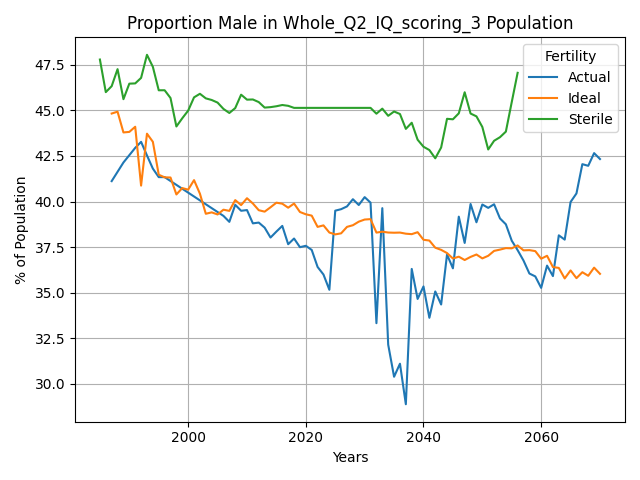 Proportion Male in Whole_Q2_IQ_scoring_3 Population
Fertility
Actual
Ideal
Sterile
% of Population
47.5
45.0
42.5
40.0
37.5
35.0
32.5
30.0
2000
2020
2040
2060
Years